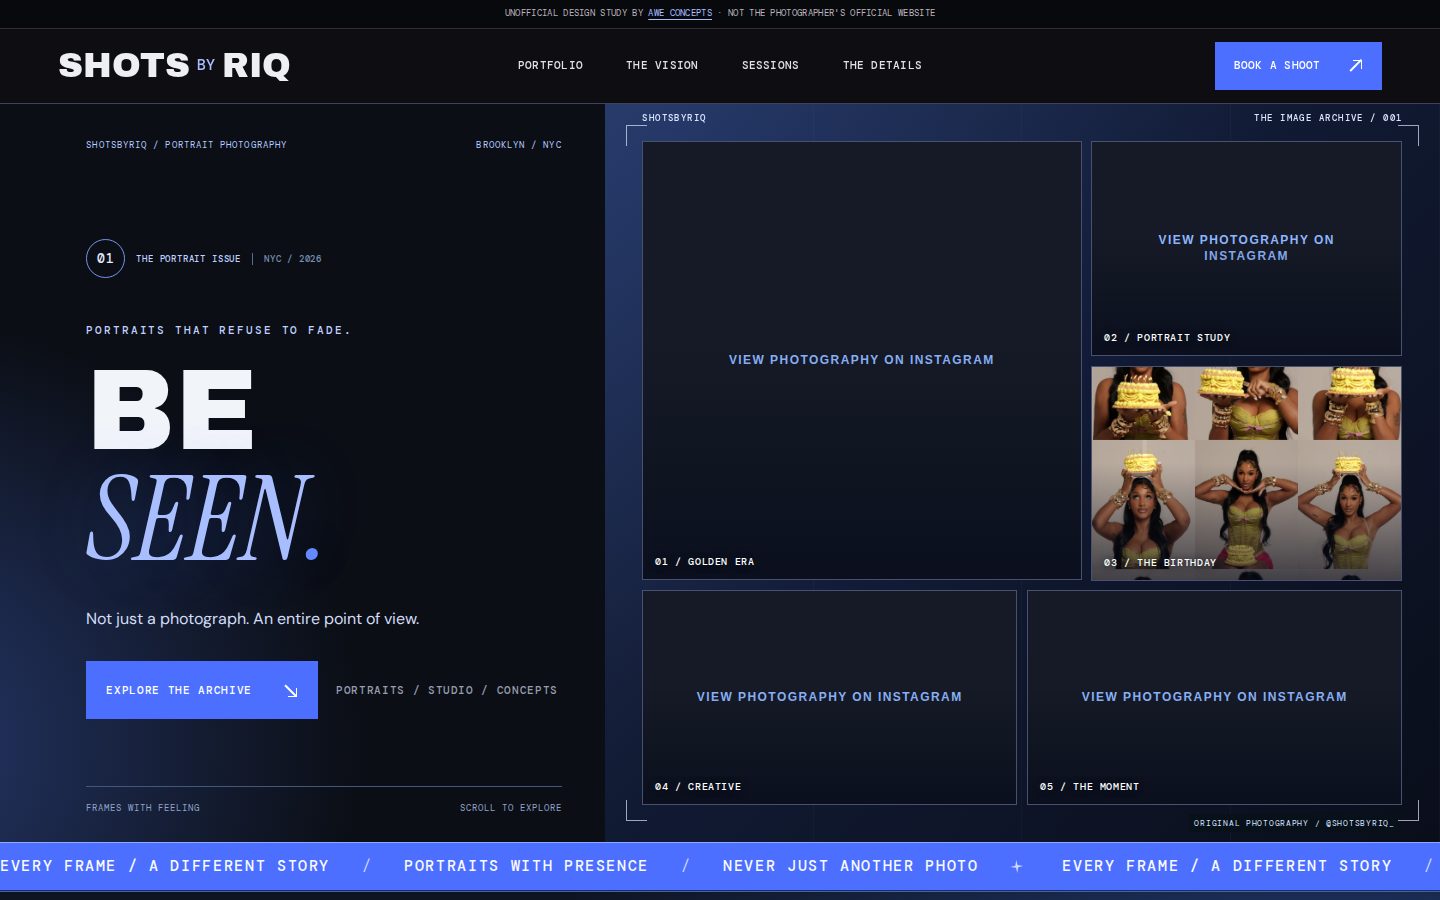 UNOFFICIAL DESIGN STUDY BY AWE CONCEPTS · NOT THE PHOTOGRAPHER'S OFFICIAL WEBSITE
SHOTS BY RIQ
PORTFOLIO
THE VISION
SESSIONS
THE DETAILS
BOOK A SHOOT
SHOTSBYRIQ / PORTRAIT PHOTOGRAPHY
BROOKLYN / NYC
01
THE PORTRAIT ISSUE
NYC / 2026
PORTRAITS THAT REFUSE TO FADE.
BE
SEEN.
Not just a photograph. An entire point of view.
EXPLORE THE ARCHIVE
PORTRAITS / STUDIO / CONCEPTS
FRAMES WITH FEELING
SCROLL TO EXPLORE
SHOTSBYRIQ
THE IMAGE ARCHIVE / 001
VIEW PHOTOGRAPHY ON INSTAGRAM
01 / GOLDEN ERA
VIEW PHOTOGRAPHY ON
INSTAGRAM
02 / PORTRAIT STUDY
03 / THE BIRTHDAY
VIEW PHOTOGRAPHY ON INSTAGRAM
04 / CREATIVE
VIEW PHOTOGRAPHY ON INSTAGRAM
05 / THE MOMENT
ORIGINAL PHOTOGRAPHY / @SHOTSBYRIQ_
EVERY FRAME / A DIFFERENT STORY / PORTRAITS WITH PRESENCE / NEVER JUST ANOTHER PHOTO EVERY FRAME / A DIFFERENT STORY /